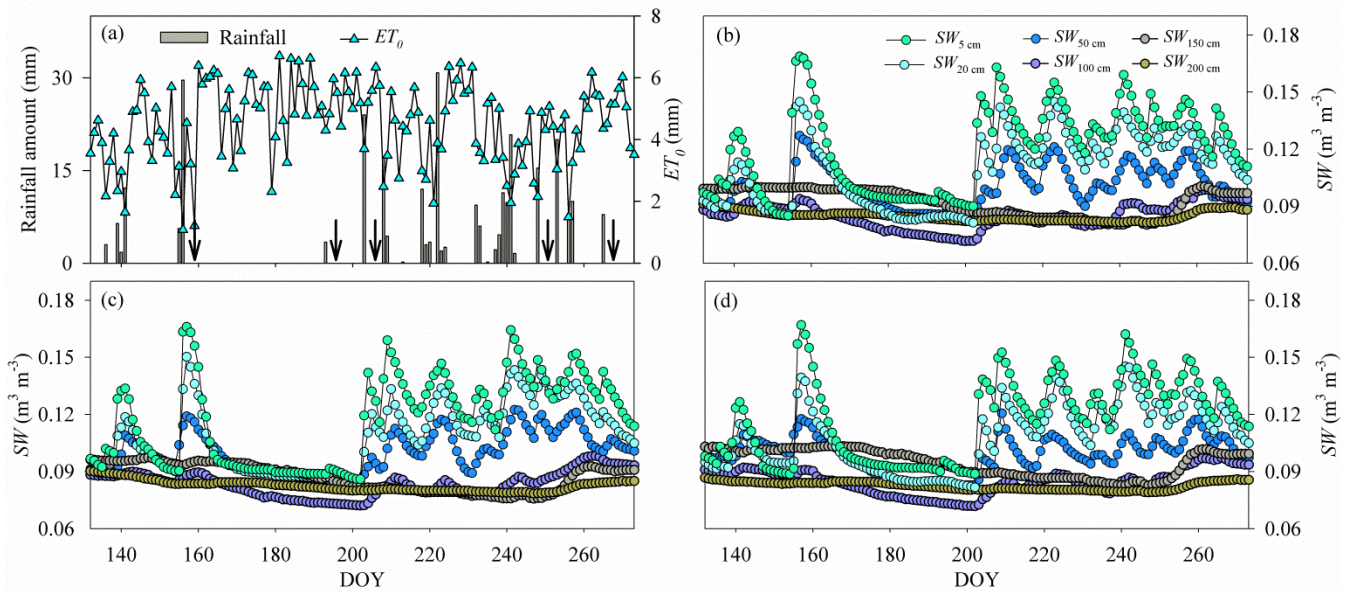 (a)
Rainfall
ET0
Rainfall amount (mm)
30
15
0
8
6
4
2
0
ET0 (mm)
(b)
SW5 cm
SW50 cm
SW150 cm
SW20 cm
SW100 cm
SW200 cm
0.18
0.15
0.12
0.09
0.06
SW (m3 m-3)
(c)
SW (m3 m-3)
0.18
0.15
0.12
0.09
0.06
140 160 180 200 220 240 260
DOY
(d)
0.18
0.15
0.12
0.09
0.06
SW (m3 m-3)
140 160 180 200 220 240 260
DOY